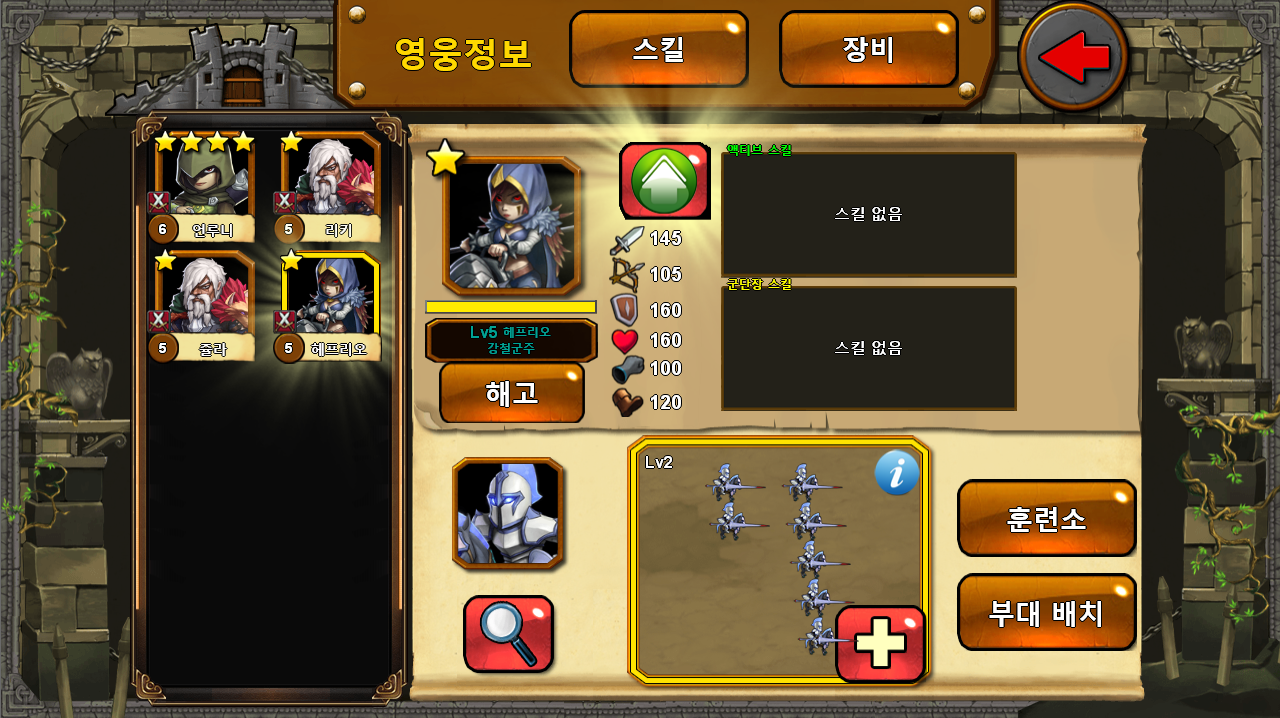 영웅정보
스킬
장비
X
6
언루니
X
5
리키
X
5
줄라
X
5
헤프리오
Lv5 헤프리오
강철군주
해고
145
105
160
160
100
120
액티브 스킬
스킬 없음
군단장 스킬
스킬 없음
Lv2
i
훈련소
부대 배치